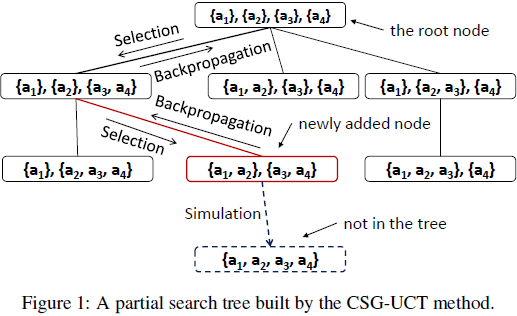 {a₁}, {a₂}, {a₃}, {a₄}
the root node
Selection
Backpropagation
{a₁}, {a₂}, {a₃, a₄}
{a₁, a₂}, {a₃}, {a₄}
{a₁}, {a₂, a₃}, {a₄}
Backpropagation
Selection
newly added node
{a₁}, {a₂, a₃, a₄}
{a₁, a₂}, {a₃, a₄}
{a₁, a₂, a₃}, {a₄}
Simulation
not in the tree
{a₁, a₂, a₃, a₄}
Figure 1: A partial search tree built by the CSG-UCT method.